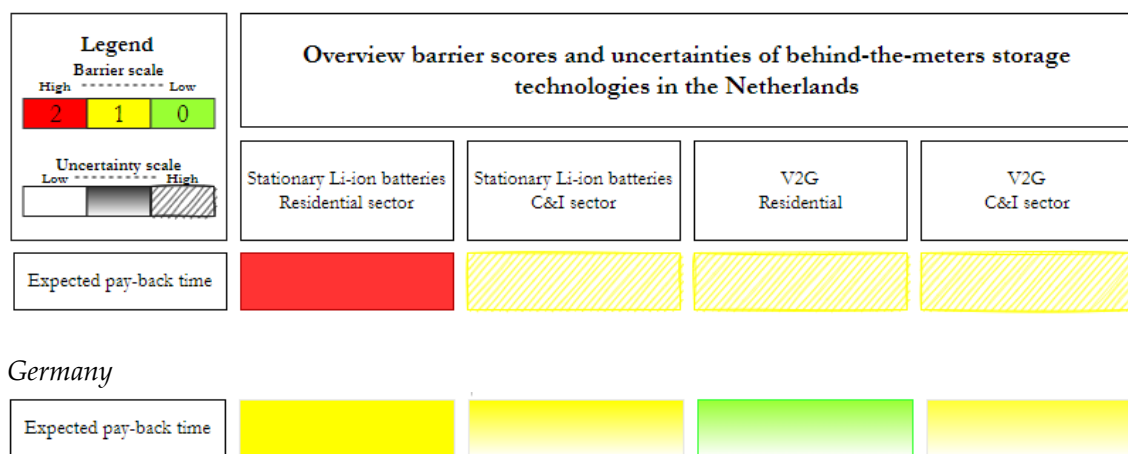 Legend
Barrier scale
High Low
2 1 0
Uncertainty scale
Low High
Overview barrier scores and uncertainties of behind-the-meters storage
technologies in the Netherlands
Stationary Li-ion batteries
Residential sector
Stationary Li-ion batteries
C&I sector
V2G
Residential
V2G
C&I sector
Expected pay-back time
Germany
Expected pay-back time